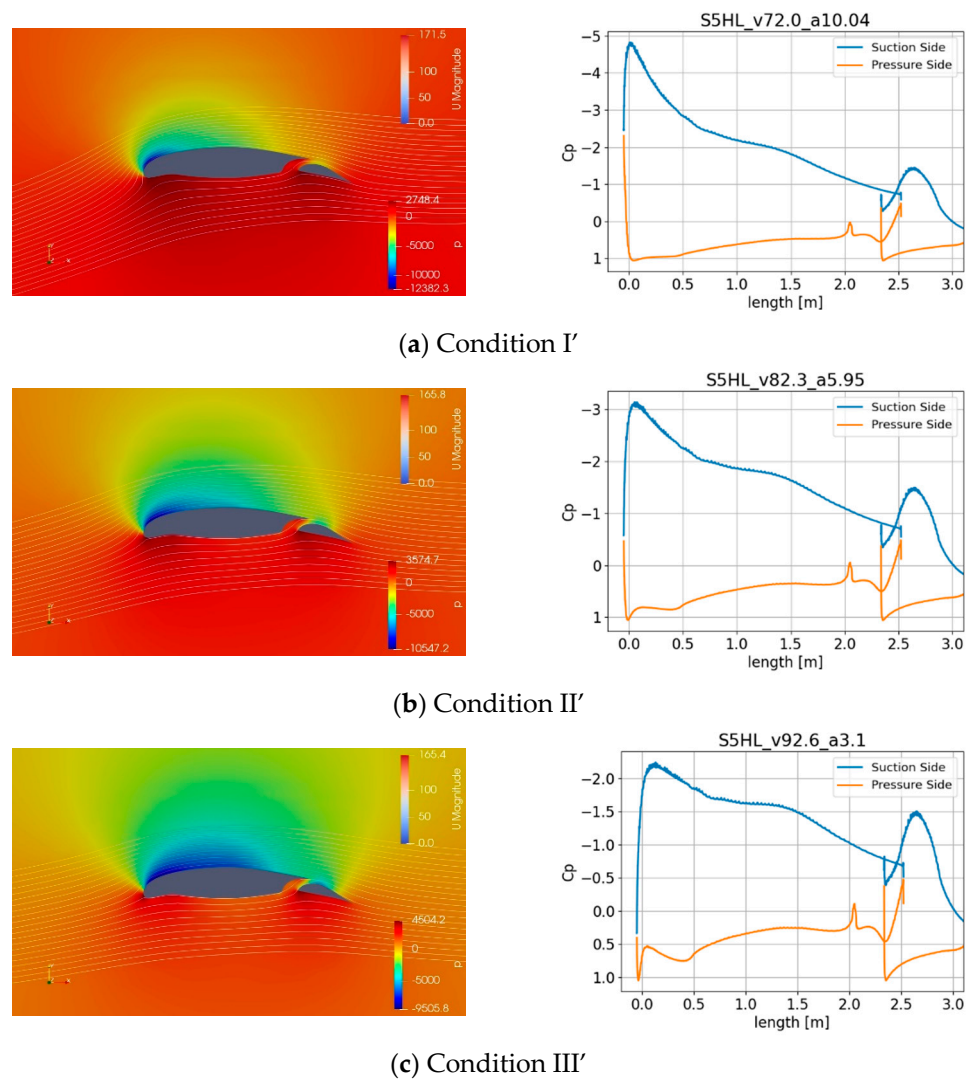 171.5
100
50
0.0
U Magnitude
2748.4
0
-5000
-10000
-12382.3
p
S5HL_v72.0_a10.04
Suction Side
Pressure Side
−5
−4
−3
−2
−1
0
1
Cp
0.0 0.5 1.0 1.5 2.0 2.5 3.0
length [m]
(a) Condition I′
165.8
100
50
0.0
U Magnitude
3574.7
0
-5000
-10547.2
p
S5HL_v82.3_a5.95
Suction Side
Pressure Side
−3
−2
−1
0
1
Cp
0.0 0.5 1.0 1.5 2.0 2.5 3.0
length [m]
(b) Condition II′
165.4
100
50
0.0
U Magnitude
4504.2
0
-5000
-9505.8
p
S5HL_v92.6_a3.1
Suction Side
Pressure Side
−2.0
−1.5
−1.0
−0.5
0.0
0.5
1.0
Cp
0.0 0.5 1.0 1.5 2.0 2.5 3.0
length [m]
(c) Condition III′